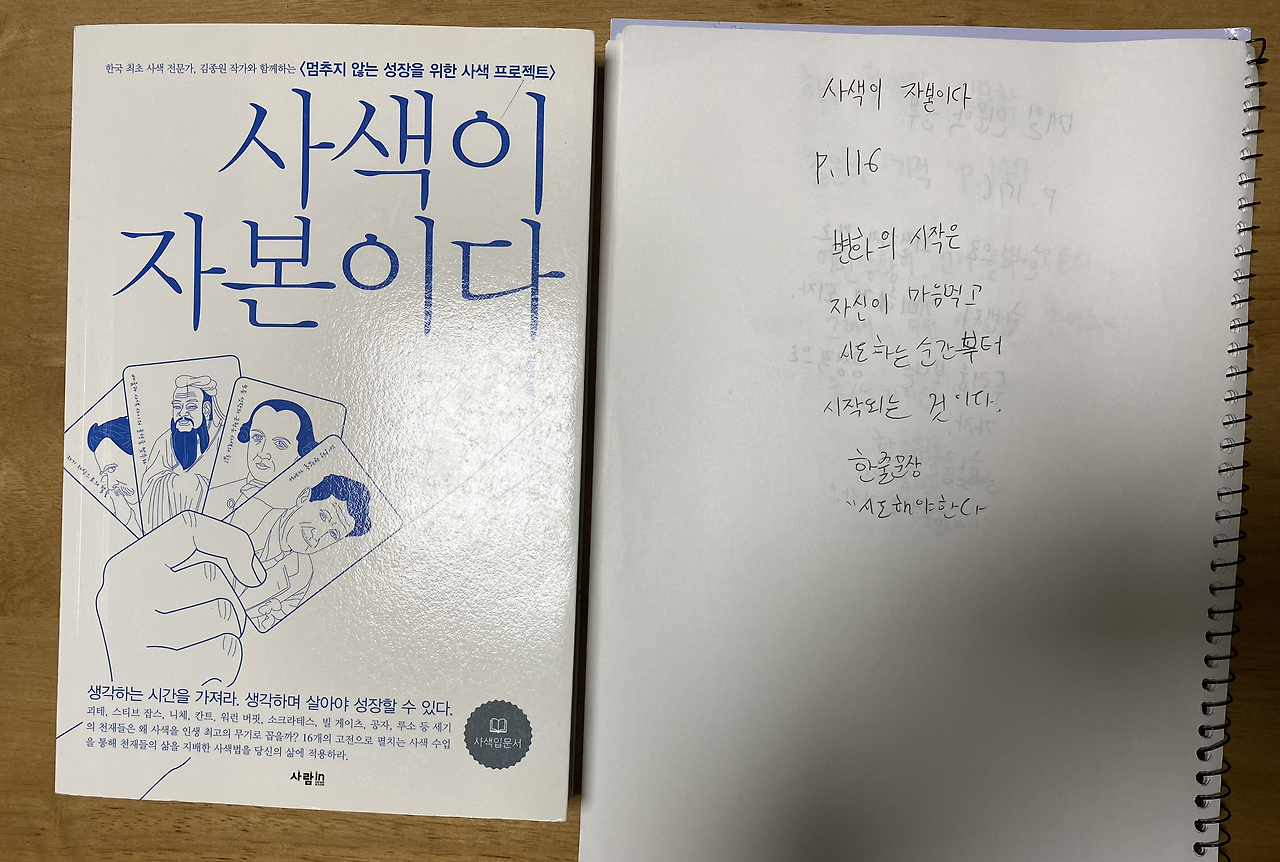 한국 최초 사색 전문가, 김종원 작가와 함께하는 〈멈추지 않는 성장을 위한 사색 프로젝트〉
사색이
자본이다
생각하는 시간을 가져라. 생각하며 살아야 성장할 수 있다.
괴테, 스티브 잡스, 니체, 칸트, 워런 버핏, 소크라테스, 빌 게이츠, 공자, 루소 등 세기
의 천재들은 왜 사색을 인생 최고의 무기로 꼽을까? 16개의 고전으로 펼치는 사색 수업
을 통해 천재들의 삶을 지배한 사색법을 당신의 삶에 적용하라.
사색입문서
사람in
사색이 자본이다
P. 116
변화의 시작은
자신이 마음먹고
시도하는 순간부터
시작되는 것이다.
한줄문장
"시도해야한다